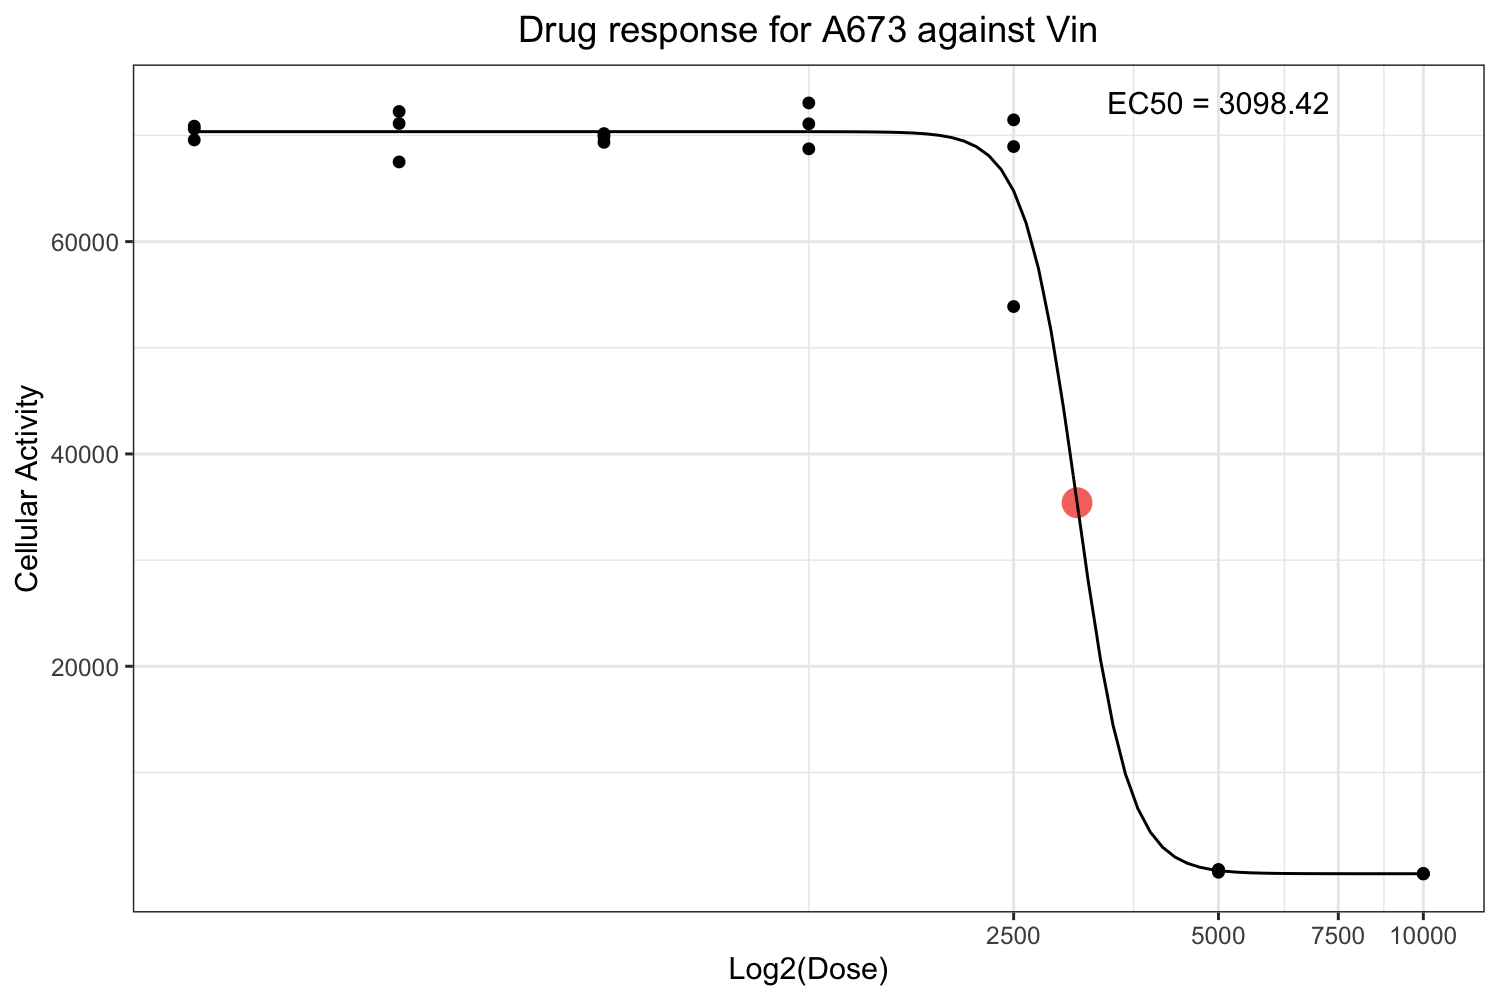 Drug response for A673 against Vin
EC50 = 3098.42
60000
40000
20000
Cellular Activity
2500 5000 7500 10000
Log2(Dose)